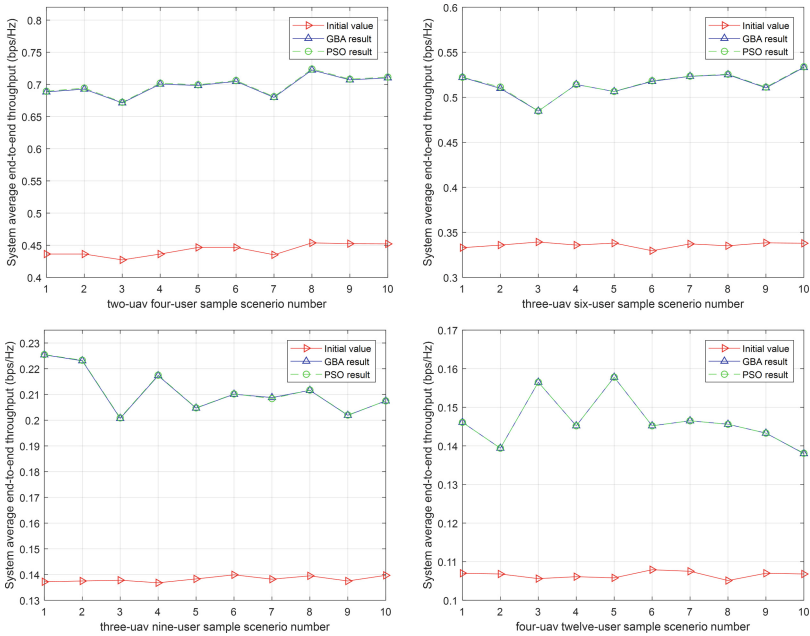 System average end-to-end throughput (bps/Hz)
0.8
0.75
0.7
0.65
0.6
0.55
0.5
0.45
0.4
1 2 3 4 5 6 7 8 9 10
two-uav four-user sample scenerio number
Initial value
GBA result
PSO result
System average end-to-end throughput (bps/Hz)
0.6
0.55
0.5
0.45
0.4
0.35
0.3
1 2 3 4 5 6 7 8 9 10
three-uav six-user sample scenerio number
Initial value
GBA result
PSO result
System average end-to-end throughput (bps/Hz)
0.23
0.22
0.21
0.2
0.19
0.18
0.17
0.16
0.15
0.14
0.13
1 2 3 4 5 6 7 8 9 10
three-uav nine-user sample scenerio number
Initial value
GBA result
PSO result
System average end-to-end throughput (bps/Hz)
0.17
0.16
0.15
0.14
0.13
0.12
0.11
0.1
1 2 3 4 5 6 7 8 9 10
four-uav twelve-user sample scenerio number
Initial value
GBA result
PSO result